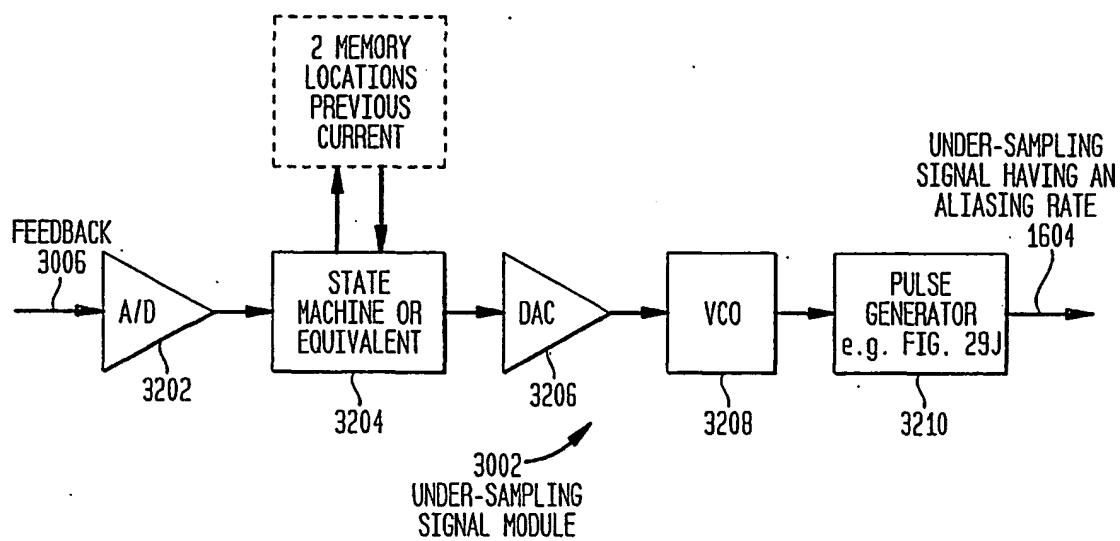 2 MEMORY
LOCATIONS
PREVIOUS
CURRENT
UNDER-SAMPLING
SIGNAL HAVING AN
ALIASING RATE
1604
FEEDBACK
3006
A/D
3202
STATE
MACHINE OR
EQUIVALENT
3204
DAC
3206
VCO
3208
PULSE
GENERATOR
e.g. FIG. 29J
3210
3002
UNDER-SAMPLING
SIGNAL MODULE